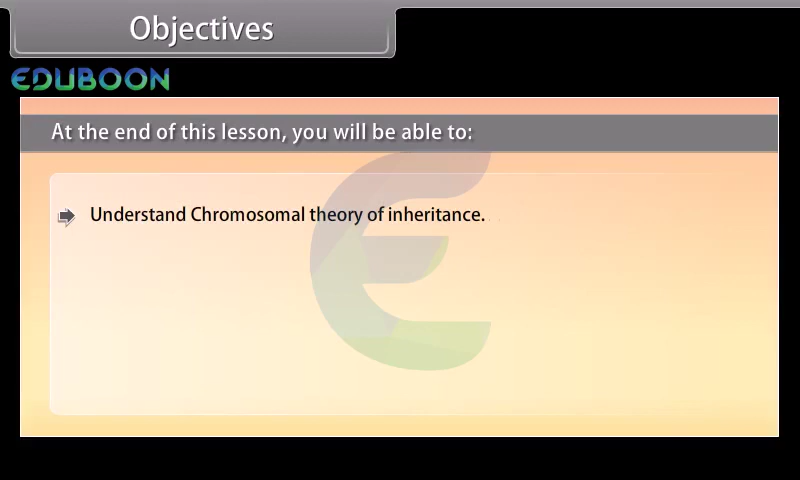 Objectives
EDUBOON
At the end of this lesson, you will be able to:
Understand Chromosomal theory of inheritance.